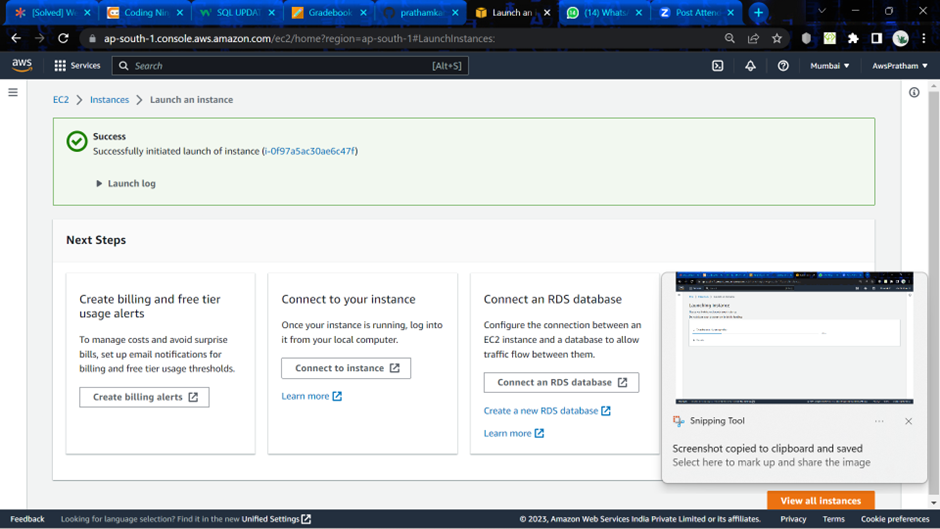 {Solved} W
Coding Nin
SQL UPDAT
Gradebook
prathamka
Launch an
(14) Whats
Post Atten
ap-south-1.console.aws.amazon.com/ec2/home?region=ap-south-1#LaunchInstances:
aws
Services
Search
[Alt+S]
Mumbai
AwsPratham
EC2 > Instances > Launch an instance
Success
Successfully initiated launch of instance (i-0f97a5ac30ae6c47f)
Launch log
Next Steps
Create billing and free tier
usage alerts
To manage costs and avoid surprise
bills, set up email notifications for
billing and free tier usage thresholds.
Create billing alerts
Connect to your instance
Once your instance is running, log into
it from your local computer.
Connect to instance
Learn more
Connect an RDS database
Configure the connection between an
EC2 instance and a database to allow
traffic flow between them.
Connect an RDS database
Create a new RDS database
Learn more
Launching instance
Snipping Tool
Screenshot copied to clipboard and saved
Select here to mark up and share the image
View all instances
Feedback
Looking for language selection? Find it in the new Unified Settings
© 2023, Amazon Web Services India Private Limited or its affiliates.
Privacy
Terms
Cookie preferences